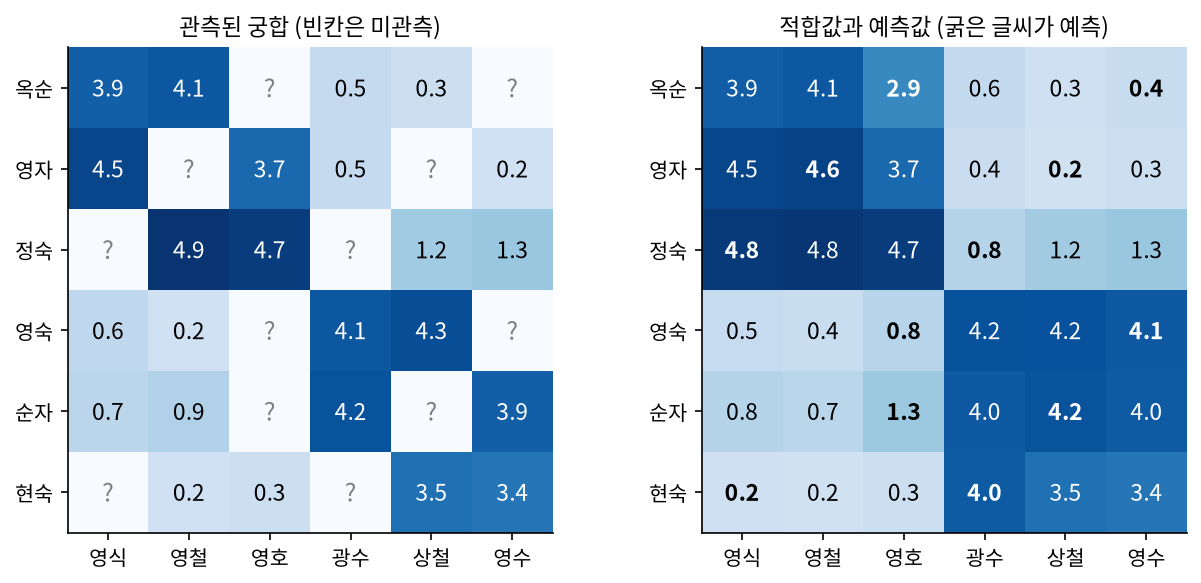 관측된 궁합 (빈칸은 미관측)
옥순 3.9 4.1 ? 0.5 0.3 ?
영자 4.5 ? 3.7 0.5 ? 0.2
정숙 ? 4.9 4.7 ? 1.2 1.3
영숙 0.6 0.2 ? 4.1 4.3 ?
순자 0.7 0.9 ? 4.2 ? 3.9
현숙 ? 0.2 0.3 ? 3.5 3.4
영식 영철 영호 광수 상철 영수
적합값과 예측값 (굵은 글씨가 예측)
옥순 3.9 4.1 2.9 0.6 0.3 0.4
영자 4.5 4.6 3.7 0.4 0.2 0.3
정숙 4.8 4.8 4.7 0.8 1.2 1.3
영숙 0.5 0.4 0.8 4.2 4.2 4.1
순자 0.8 0.7 1.3 4.0 4.2 4.0
현숙 0.2 0.2 0.3 4.0 3.5 3.4
영식 영철 영호 광수 상철 영수